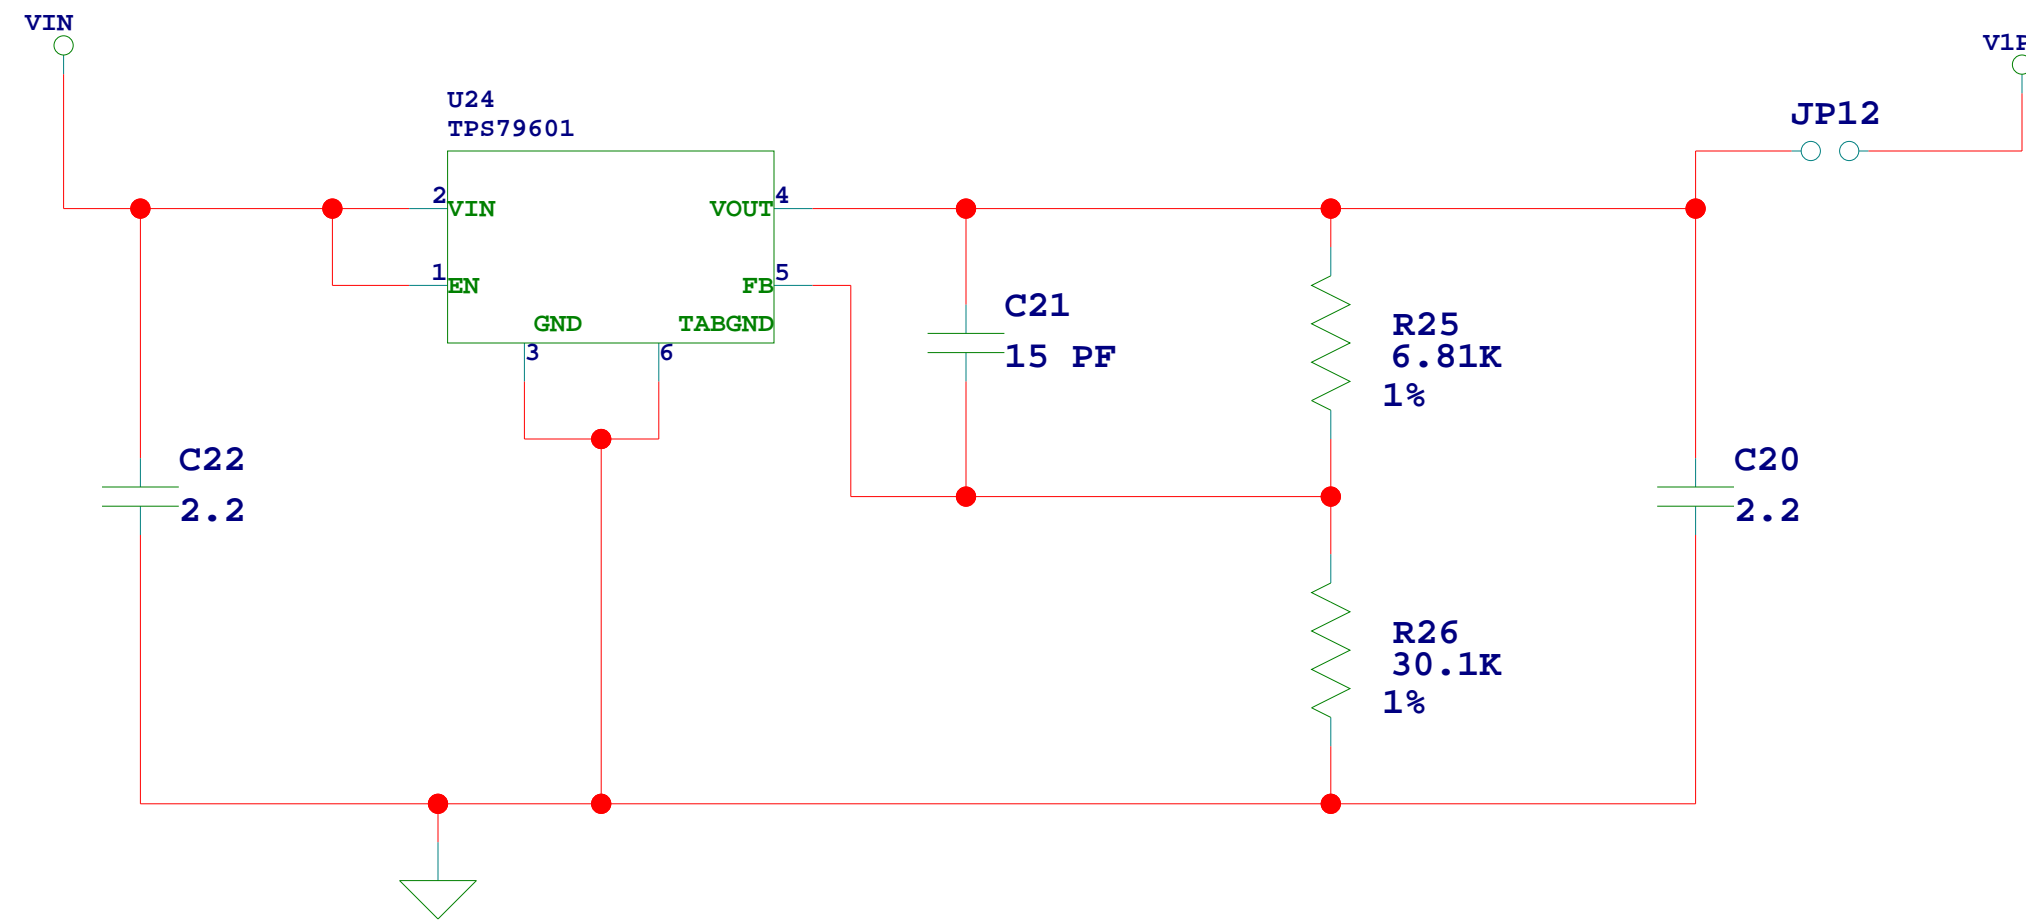 VIN
V1P
U24
TPS79601
JP12
2
VIN
VOUT
4
1
EN
FB
5
GND
TABGND
3
6
C21
15 PF
R25
6.81K
1%
C22
2.2
C20
2.2
R26
30.1K
1%